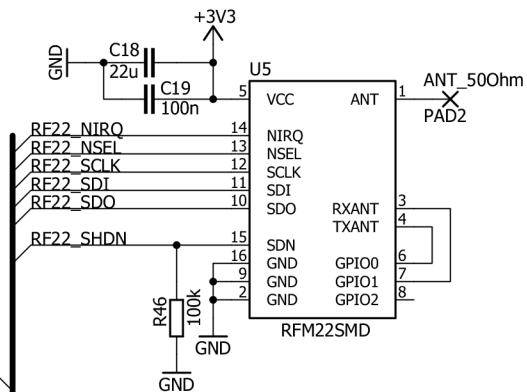 +3V3
GND
C18
22u
C19
100n
U5
ANT_50Ohm
PAD2
5 VCC ANT 1
RF22_NIRQ 14 NIRQ
RF22_NSEL 13 NSEL
RF22_SCLK 12 SCLK
RF22_SDI 11 SDI
RF22_SDO 10 SDO RXANT 3
TXANT 4
RF22_SHDN 15 SDN
16 GND GPIO0 6
9 GND GPIO1 7
2 GND GPIO2 8
R46
100k
GND
RFM22SMD
GND